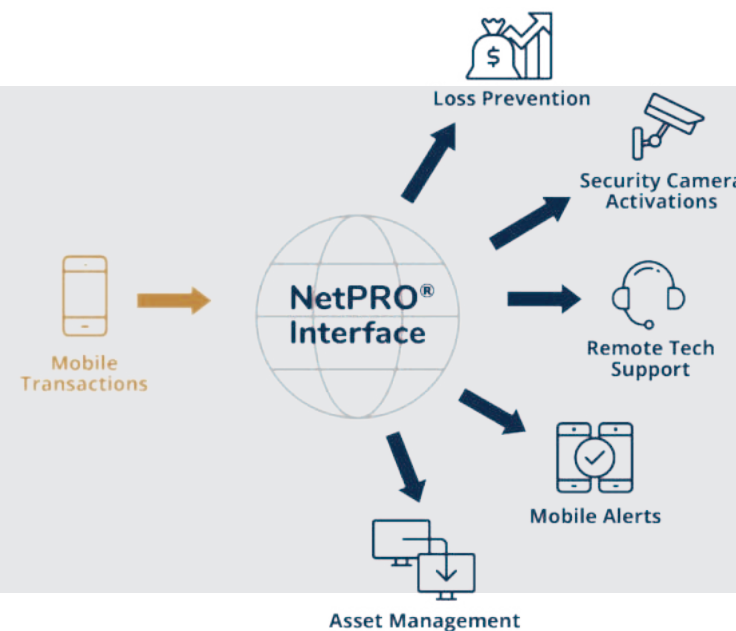 $
Loss Prevention
Security Camera
Activations
NetPRO®
Interface
Mobile
Transactions
Remote Tech
Support
Mobile Alerts
Asset Management